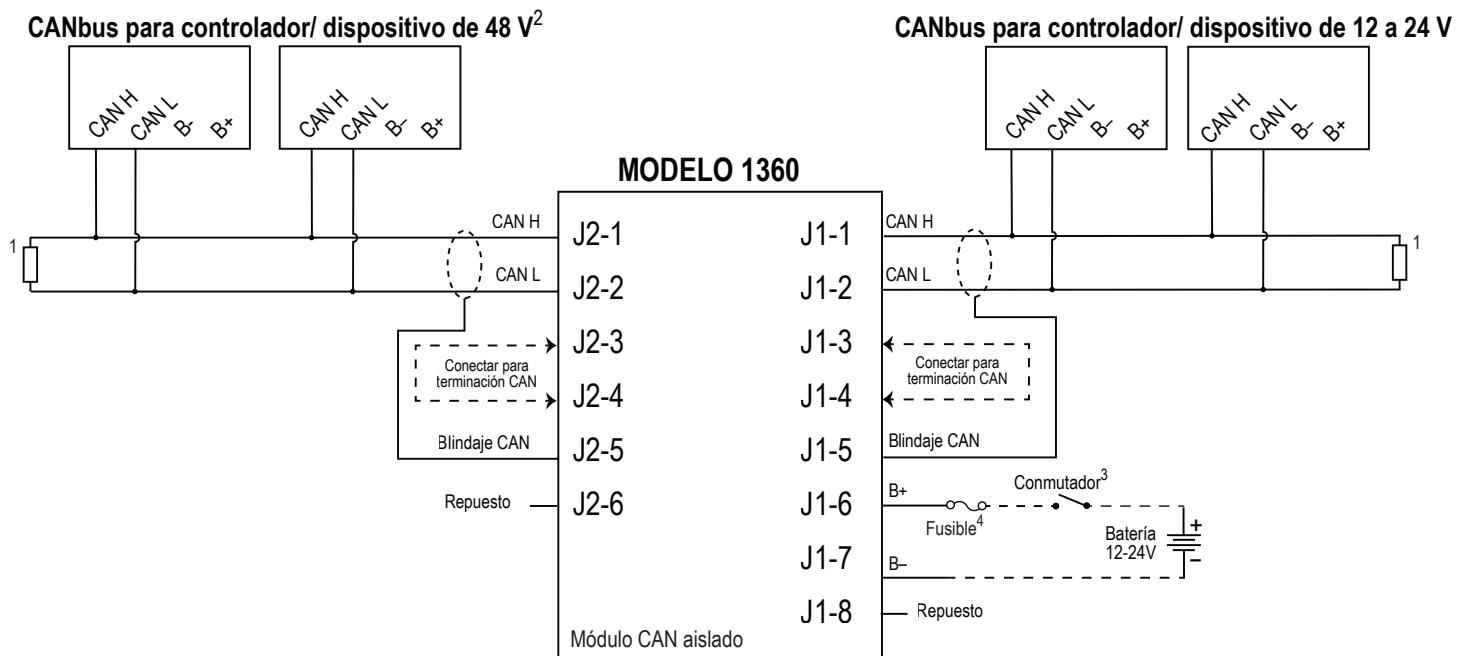 CANbus para controlador/ dispositivo de 48 V2
CANbus para controlador/ dispositivo de 12 a 24 V
CAN H
CAN L
B-
B+
CAN H
CAN L
B-
B+
CAN H
CAN L
B–
B+
CAN H
CAN L
B–
B+
MODELO 1360
1
CAN H
J2-1
J1-1
CAN H
1
CAN L
J2-2
J1-2
CAN L
J2-3
J1-3
Conectar para
terminación CAN
Conectar para
terminación CAN
J2-4
J1-4
Blindaje CAN
J2-5
J1-5
Blindaje CAN
Repuesto
J2-6
J1-6
B+
Fusible4
Conmutador3
Batería
12-24V
+
–
J1-7
B–
J1-8
Repuesto
Módulo CAN aislado